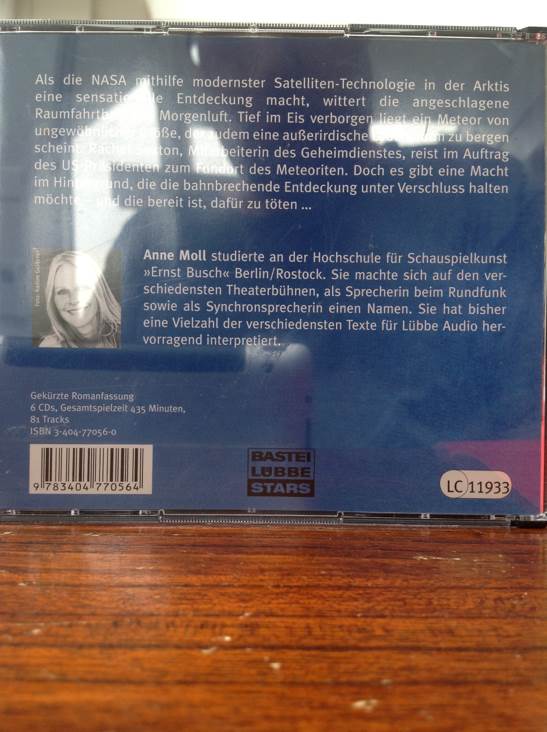 Als die NASA mithilfe modernster Satelliten-Technologie in der Arktis
eine sensationelle Entdeckung macht, wittert die angeschlagene
Raumfahrtbehörde Morgenluft. Tief im Eis verborgen liegt ein Meteor von
ungewöhnlicher Größe, der zudem eine außerirdische zu bergen
scheint. Rachel Sexton, Mitarbeiterin des Geheimdienstes, reist im Auftrag
des US-Präsidenten zum Fundort des Meteoriten. Doch es gibt eine Macht
im Hintergrund, die die bahnbrechende Entdeckung unter Verschluss halten
möchte – und die bereit ist, dafür zu töten ...
Anne Moll studierte an der Hochschule für Schauspielkunst
»Ernst Busch« Berlin/Rostock. Sie machte sich auf den ver-
schiedensten Theaterbühnen, als Sprecherin beim Rundfunk
sowie als Synchronsprecherin einen Namen. Sie hat bisher
eine Vielzahl der verschiedensten Texte für Lübbe Audio her-
vorragend interpretiert.
Gekürzte Romanfassung
6 CDs, Gesamtspielzeit 435 Minuten,
81 Tracks
ISBN 3-404-77056-0
9 783404 770564
BASTEI
LÜBBE
STARS
LC 11933